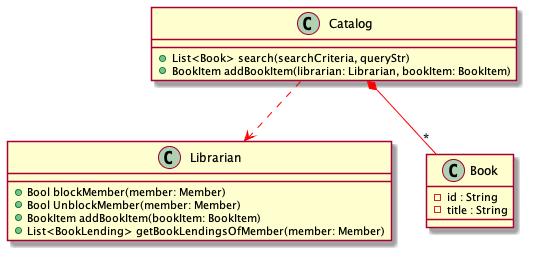 C Catalog
List<Book> search(searchCriteria, queryStr)
BookItem addBookItem(librarian: Librarian, bookItem: BookItem)
*
C Librarian
Bool blockMember(member: Member)
Bool UnblockMember(member: Member)
BookItem addBookItem(bookItem: BookItem)
List<BookLending> getBookLendingsOfMember(member: Member)
C Book
id : String
title : String